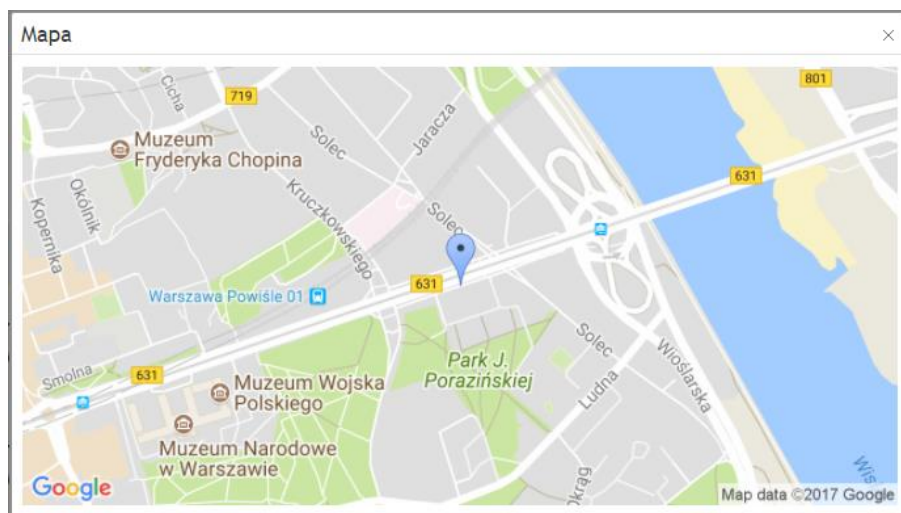 Mapa
801
Cicha
719
Muzeum
Fryderyka Chopina
Solec
Jaracza
631
Okólnik
Kopernika
Kruczkowskiego
Solec
631
Warszawa Powiśle 01
Solec
Wioślarska
Park J.
Porazińskiej
Smolna
631
Muzeum Wojska
Polskiego
Ludna
Muzeum Narodowe
w Warszawie
Okrąg
Wis
Google
Map data ©2017 Google